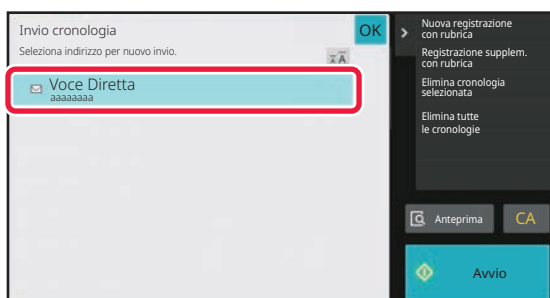 Invio cronologia
OK
Seleziona indirizzo per nuovo invio.
Voce Diretta
aaaaaaaa
Nuova registrazione
con rubrica
Registrazione supplem.
con rubrica
Elimina cronologia
selezionata
Elimina tutte
le cronologie
Anteprima
CA
Avvio